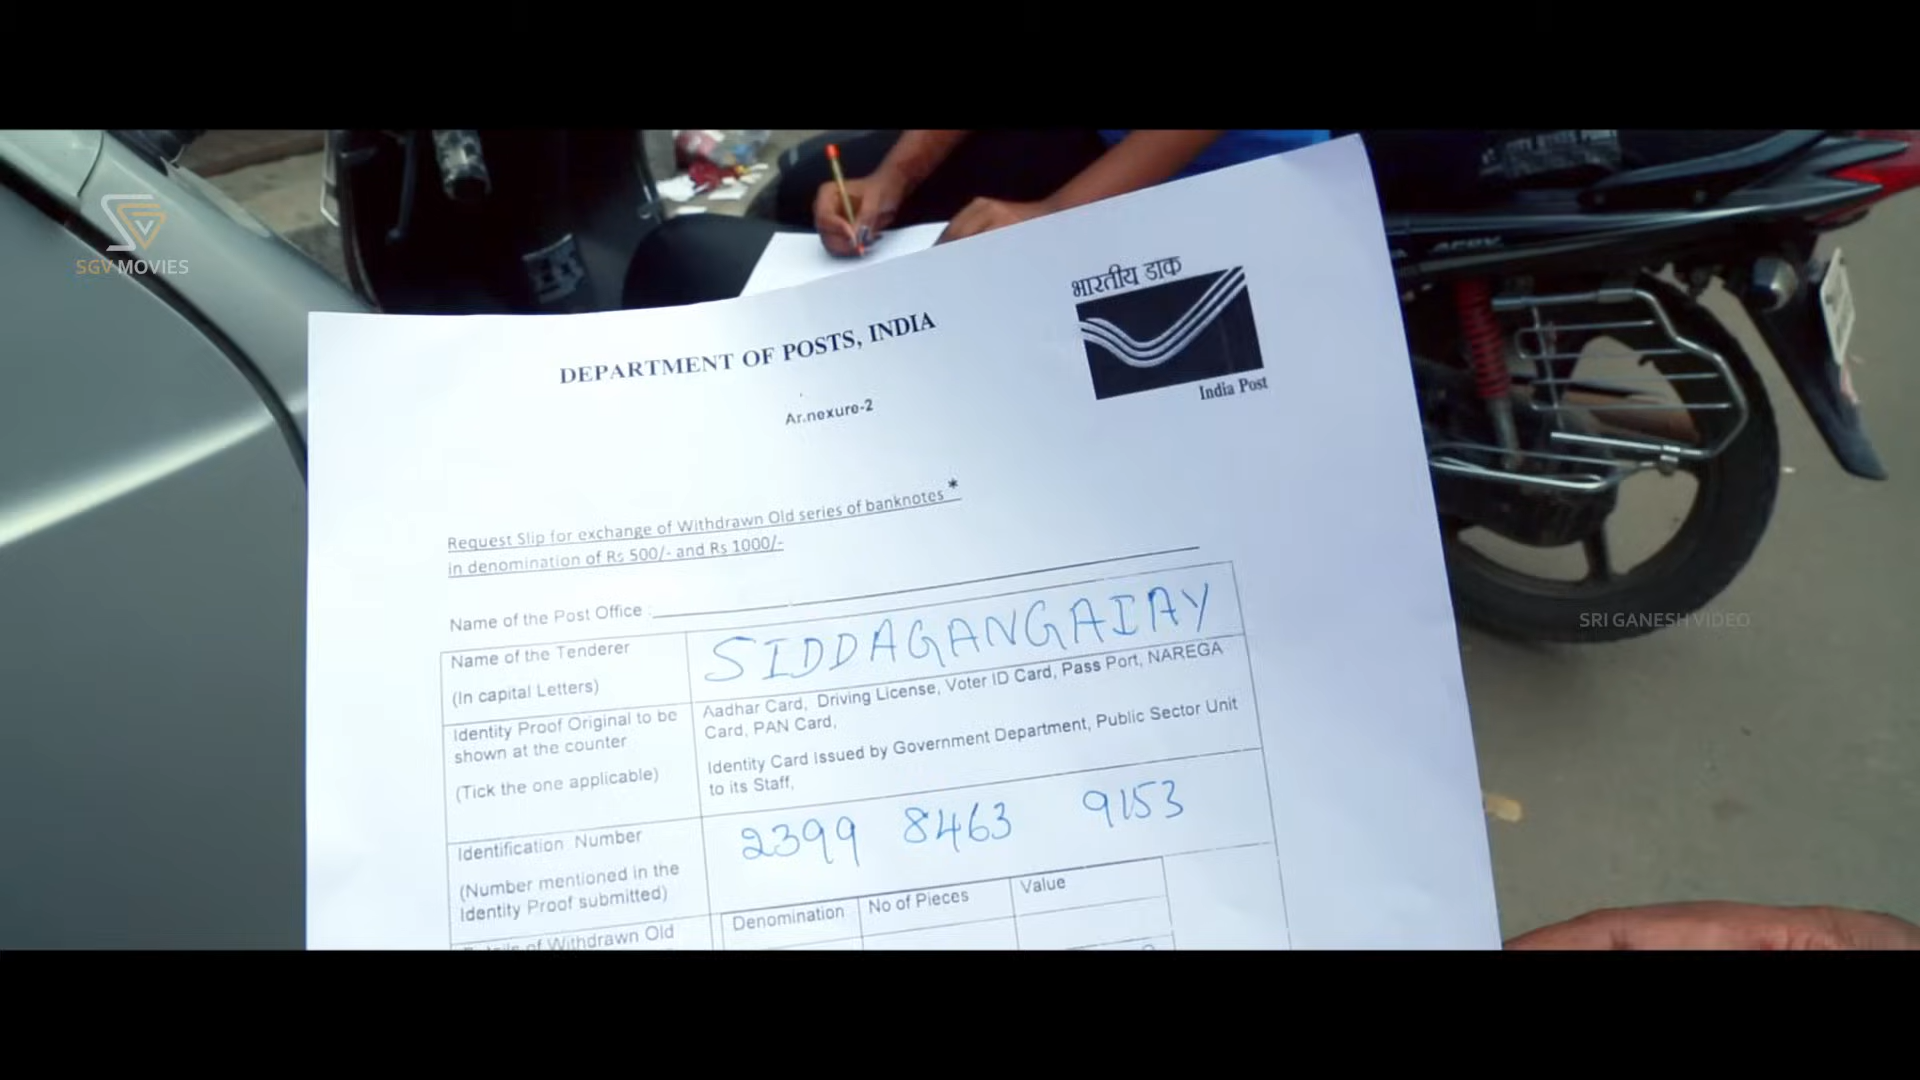 SGV MOVIES
भारतीय डाक
DEPARTMENT OF POSTS, INDIA
India Post
Ar.nexure-2
Request Slip for exchange of Withdrawn Old series of banknotes *
in denomination of Rs 500/- and Rs 1000/-
Name of the Post Office :
Name of the Tenderer
(In capital Letters)
SIDDAGANGAIAY
Identity Proof Original to be
shown at the counter
(Tick the one applicable)
Aadhar Card, Driving License, Voter ID Card, Pass Port, NAREGA
Card, PAN Card,
Identity Card Issued by Government Department, Public Sector Unit
to its Staff,
Identification Number
(Number mentioned in the
Identity Proof submitted)
2399 8463 9153
of Withdrawn Old
Denomination
No of Pieces
Value
SRI GANESH VIDEO